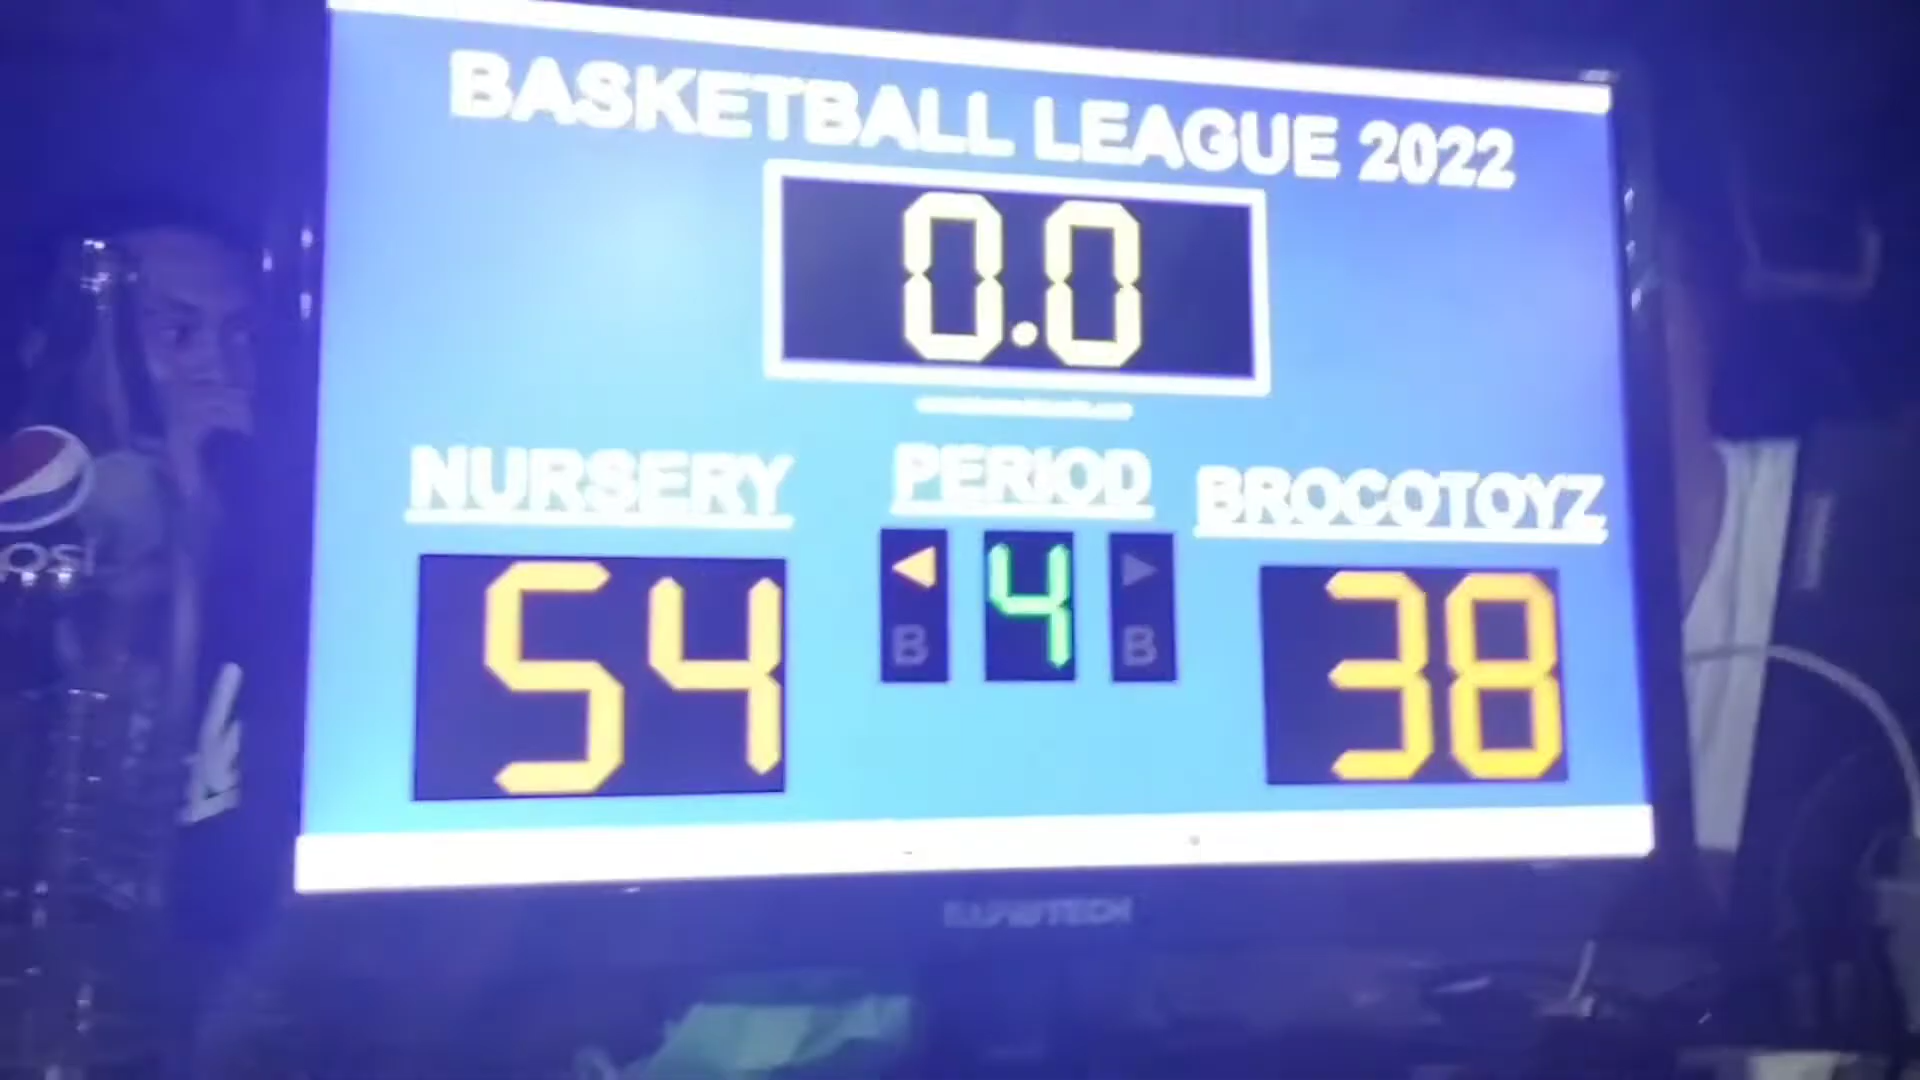 BASKETBALL LEAGUE 2022
0.0
NURSERY PERIOD BROCOTOYZ
54 4 38
B B